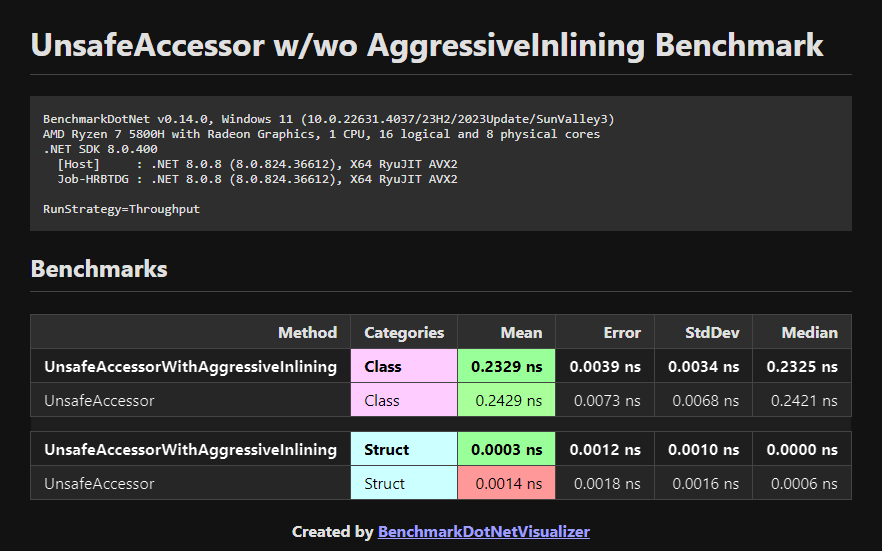 UnsafeAccessor w/wo AggressiveInlining Benchmark
BenchmarkDotNet v0.14.0, Windows 11 (10.0.22631.4037/23H2/2023Update/SunValley3)
AMD Ryzen 7 5800H with Radeon Graphics, 1 CPU, 16 logical and 8 physical cores
.NET SDK 8.0.400
[Host]     : .NET 8.0.8 (8.0.824.36612), X64 RyuJIT AVX2
Job-HRBTDG : .NET 8.0.8 (8.0.824.36612), X64 RyuJIT AVX2
RunStrategy=Throughput
Benchmarks
Method Categories Mean Error StdDev Median
UnsafeAccessorWithAggressiveInlining Class 0.2329 ns 0.0039 ns 0.0034 ns 0.2325 ns
UnsafeAccessor Class 0.2429 ns 0.0073 ns 0.0068 ns 0.2421 ns
UnsafeAccessorWithAggressiveInlining Struct 0.0003 ns 0.0012 ns 0.0010 ns 0.0000 ns
UnsafeAccessor Struct 0.0014 ns 0.0018 ns 0.0016 ns 0.0006 ns
Created by BenchmarkDotNetVisualizer